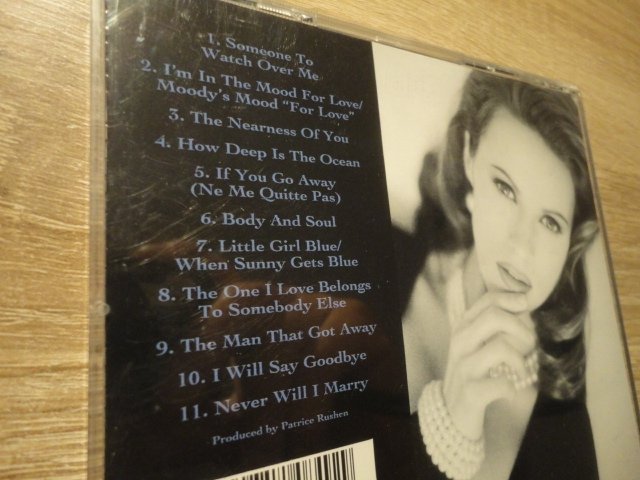 1. Someone To
Watch Over Me
2. I'm In The Mood For Love/
Moody's Mood "For Love"
3. The Nearness Of You
4. How Deep Is The Ocean
5. If You Go Away
(Ne Me Quitte Pas)
6. Body And Soul
7. Little Girl Blue/
When Sunny Gets Blue
8. The One I Love Belongs
To Somebody Else
9. The Man That Got Away
10. I Will Say Goodbye
11. Never Will I Marry
Produced by Patrice Rushen